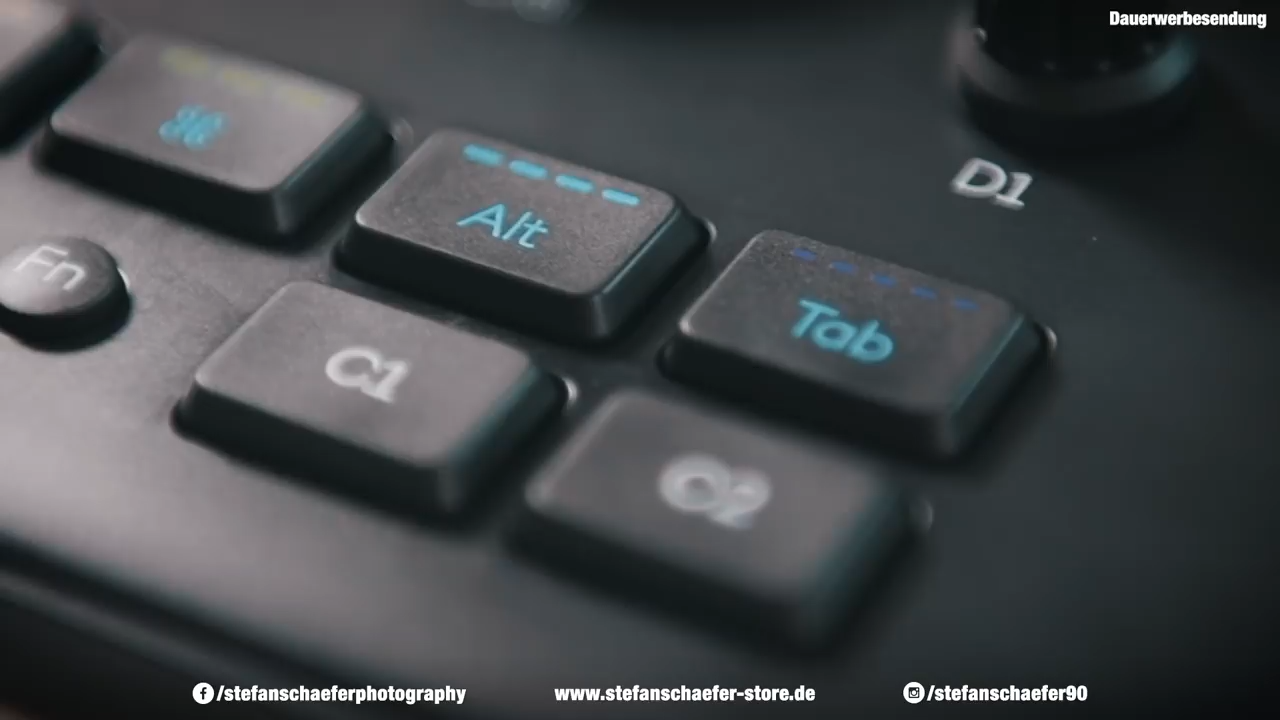 Dauerwerbesendung
⌘
Alt
D1
Fn
Tab
C1
C2
/stefanschaeferphotography
www.stefanschaefer-store.de
/stefanschaefer90